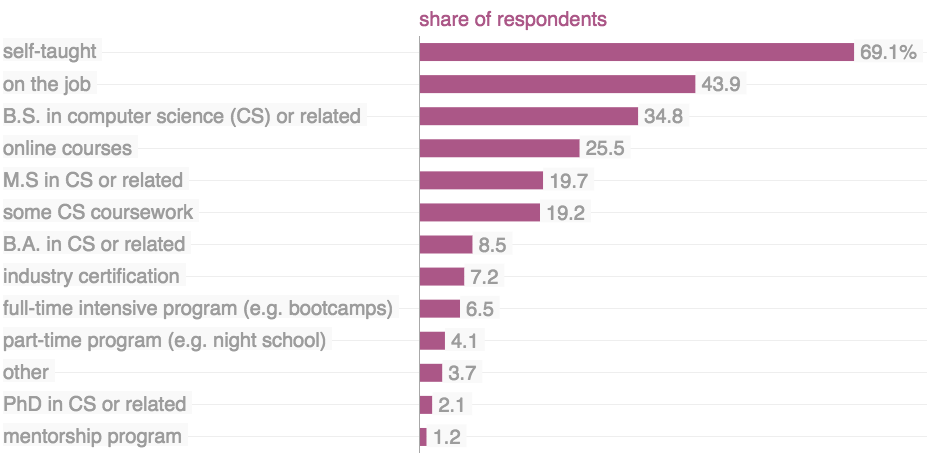 share of respondents
self-taught 69.1%
on the job 43.9
B.S. in computer science (CS) or related 34.8
online courses 25.5
M.S in CS or related 19.7
some CS coursework 19.2
B.A. in CS or related 8.5
industry certification 7.2
full-time intensive program (e.g. bootcamps) 6.5
part-time program (e.g. night school) 4.1
other 3.7
PhD in CS or related 2.1
mentorship program 1.2